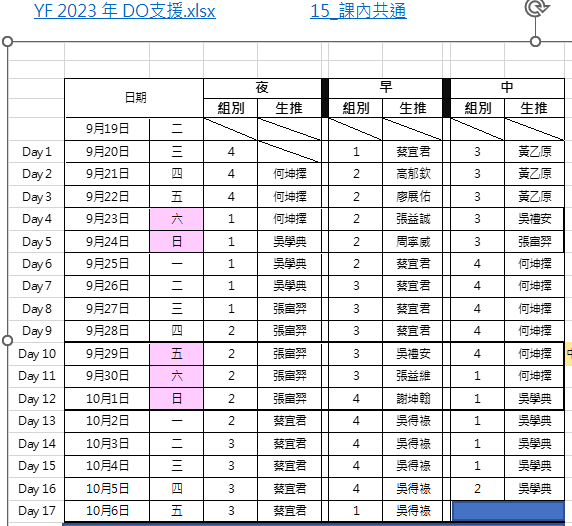 YF 2023 年 DO支援.xlsx 15_課內共通
日期 夜 早 中
組別 生推 組別 生推 組別 生推
9月19日 二
Day 1 9月20日 三 4 1 蔡宜君 3 黃乙原
Day 2 9月21日 四 4 何坤擇 2 高郁欽 3 黃乙原
Day 3 9月22日 五 4 何坤擇 2 廖展佑 3 黃乙原
Day 4 9月23日 六 1 何坤擇 2 張益誠 3 吳禮安
Day 5 9月24日 日 1 吳學典 2 周寧威 3 張富羿
Day 6 9月25日 一 1 吳學典 2 蔡宜君 4 何坤擇
Day 7 9月26日 二 1 吳學典 3 蔡宜君 4 何坤擇
Day 8 9月27日 三 1 張富羿 3 蔡宜君 4 何坤擇
Day 9 9月28日 四 2 張富羿 3 蔡宜君 4 何坤擇
Day 10 9月29日 五 2 張富羿 3 吳禮安 4 何坤擇
Day 11 9月30日 六 2 張富羿 3 張益維 1 何坤擇
Day 12 10月1日 日 2 張富羿 4 謝坤翰 1 吳學典
Day 13 10月2日 一 2 蔡宜君 4 吳得祿 1 吳學典
Day 14 10月3日 二 3 蔡宜君 4 吳得祿 1 吳學典
Day 15 10月4日 三 3 蔡宜君 4 吳得祿 1 吳學典
Day 16 10月5日 四 3 蔡宜君 4 吳得祿 2 吳學典
Day 17 10月6日 五 3 蔡宜君 1 吳得祿